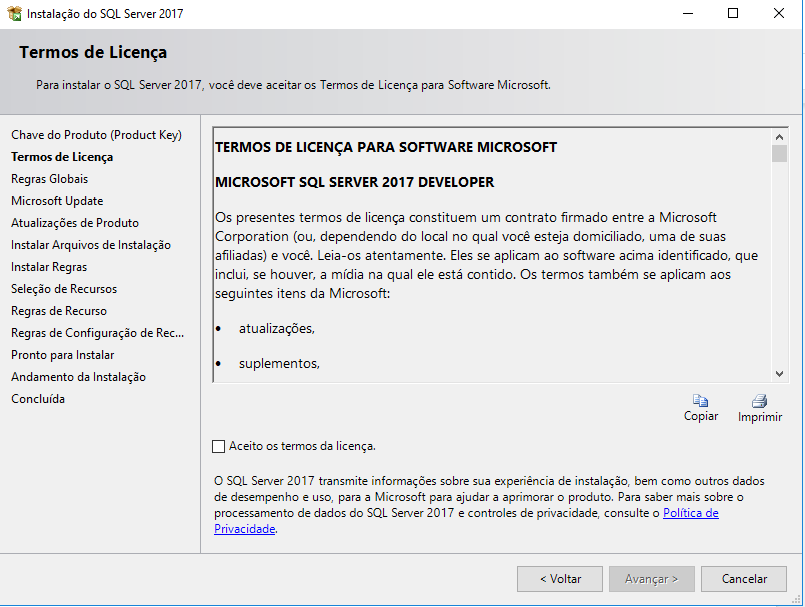 Instalação do SQL Server 2017
Termos de Licença
Para instalar o SQL Server 2017, você deve aceitar os Termos de Licença para Software Microsoft.
Chave do Produto (Product Key)
Termos de Licença
Regras Globais
Microsoft Update
Atualizações de Produto
Instalar Arquivos de Instalação
Instalar Regras
Seleção de Recursos
Regras de Recurso
Regras de Configuração de Rec...
Pronto para Instalar
Andamento da Instalação
Concluída
TERMOS DE LICENÇA PARA SOFTWARE MICROSOFT
MICROSOFT SQL SERVER 2017 DEVELOPER
Os presentes termos de licença constituem um contrato firmado entre a Microsoft
Corporation (ou, dependendo do local no qual você esteja domiciliado, uma de suas
afiliadas) e você. Leia-os atentamente. Eles se aplicam ao software acima identificado, que
inclui, se houver, a mídia na qual ele está contido. Os termos também se aplicam aos
seguintes itens da Microsoft:
• atualizações,
• suplementos,
Copiar
Imprimir
Aceito os termos da licença.
O SQL Server 2017 transmite informações sobre sua experiência de instalação, bem como outros dados
de desempenho e uso, para a Microsoft para ajudar a aprimorar o produto. Para saber mais sobre o
processamento de dados do SQL Server 2017 e controles de privacidade, consulte o Política de
Privacidade.
< Voltar
Avançar >
Cancelar